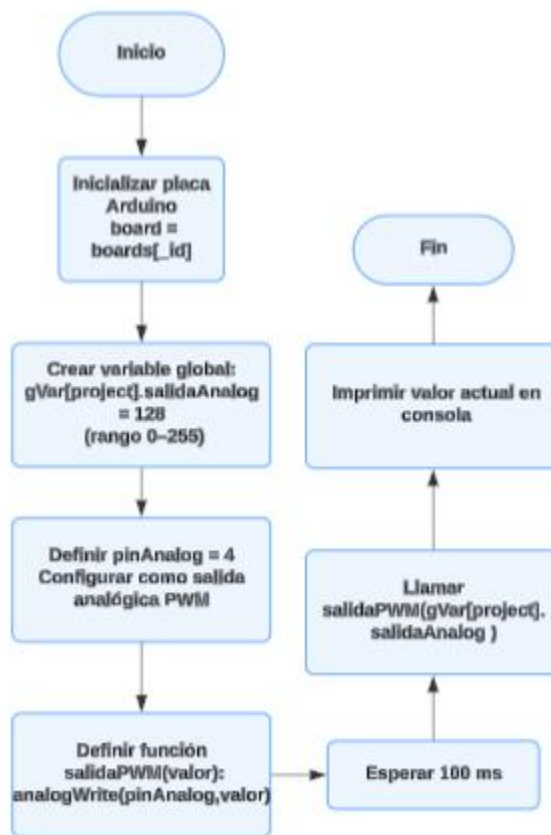 Inicio
Inicializar placa
Arduino
board =
boards[_id]
Crear variable global:
gVar[project].salidaAnalog
= 128
(rango 0–255)
Definir pinAnalog = 4
Configurar como salida
analógica PWM
Definir función
salidaPWM(valor):
analogWrite(pinAnalog,valor)
Esperar 100 ms
Llamar
salidaPWM(gVar[project].
salidaAnalog )
Imprimir valor actual en
consola
Fin